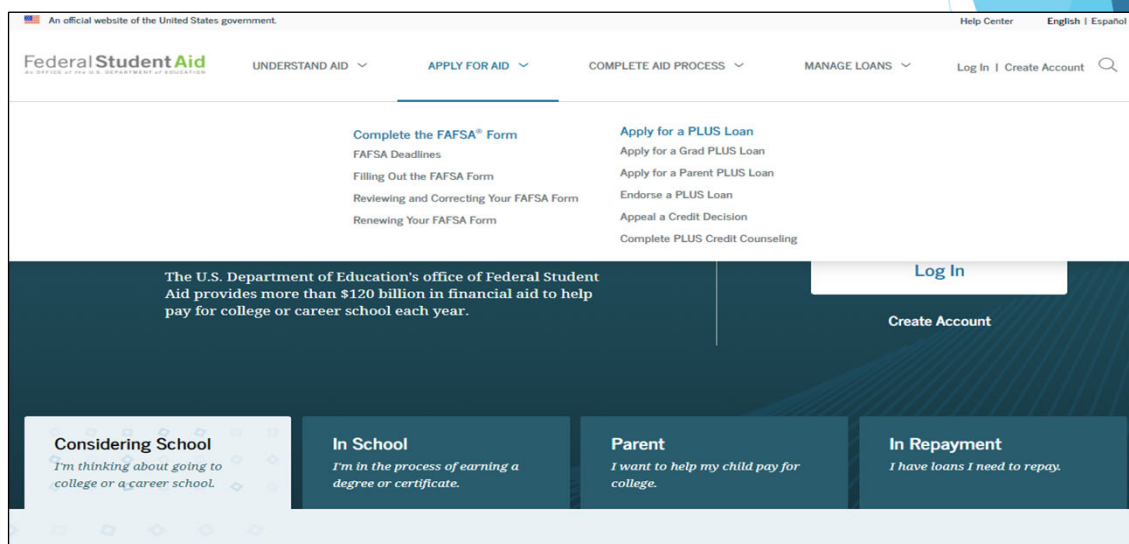 An official website of the United States government.
Help Center English | Español
Federal Student Aid
An OFFICE of the U.S. DEPARTMENT of EDUCATION
UNDERSTAND AID
APPLY FOR AID
COMPLETE AID PROCESS
MANAGE LOANS
Log In | Create Account
Complete the FAFSA® Form
FAFSA Deadlines
Filling Out the FAFSA Form
Reviewing and Correcting Your FAFSA Form
Renewing Your FAFSA Form
Apply for a PLUS Loan
Apply for a Grad PLUS Loan
Apply for a Parent PLUS Loan
Endorse a PLUS Loan
Appeal a Credit Decision
Complete PLUS Credit Counseling
The U.S. Department of Education's office of Federal Student
Aid provides more than $120 billion in financial aid to help
pay for college or career school each year.
Log In
Create Account
Considering School
I'm thinking about going to
college or a career school.
In School
I'm in the process of earning a
degree or certificate.
Parent
I want to help my child pay for
college.
In Repayment
I have loans I need to repay.